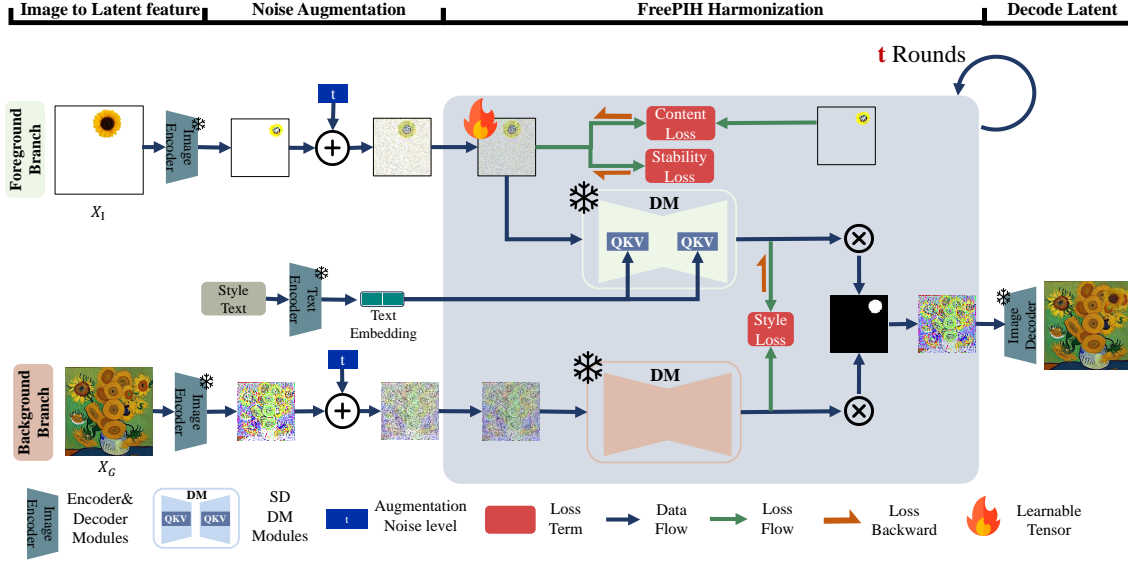 Image to Latent feature
Noise Augmentation
FreePIH Harmonization
Decode Latent
t Rounds
Foreground
Branch
X_I
Image
Encoder
t
Content
Loss
Stability
Loss
DM
QKV
QKV
Style
Text
Text
Encoder
Text
Embedding
Style
Loss
Image
Decoder
Background
Branch
X_G
Image
Encoder
t
DM
Image
Encoder
Encoder&
Decoder
Modules
DM
QKV
QKV
SD
DM
Modules
t
Augmentation
Noise level
Loss
Term
Data
Flow
Loss
Flow
Loss
Backward
Learnable
Tensor